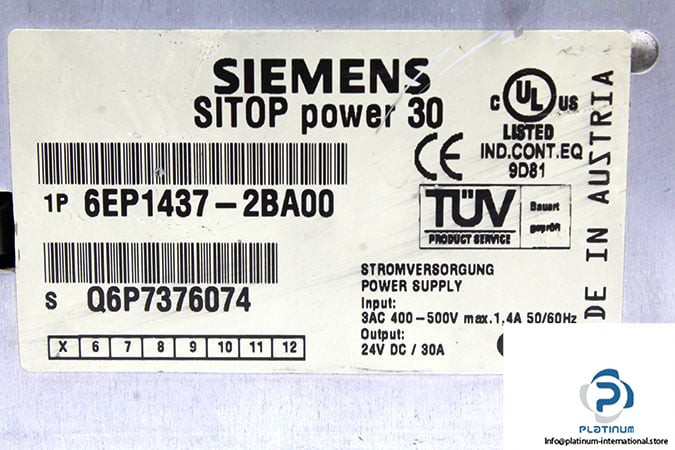 SIEMENS
SITOP power 30
1P 6EP1437-2BA00
S Q6P7376074
X 6 7 8 9 10 11 12
C UL US
LISTED
IND.CONT.EQ
9D81
CE
TÜV
PRODUCT SERVICE
Bauart
geprüft
STROMVERSORGUNG
POWER SUPPLY
Input:
3AC 400-500V max.1,4A 50/60Hz
Output:
24V DC / 30A
DE IN AUSTRIA
PLATINUM
info@platinum-international.store